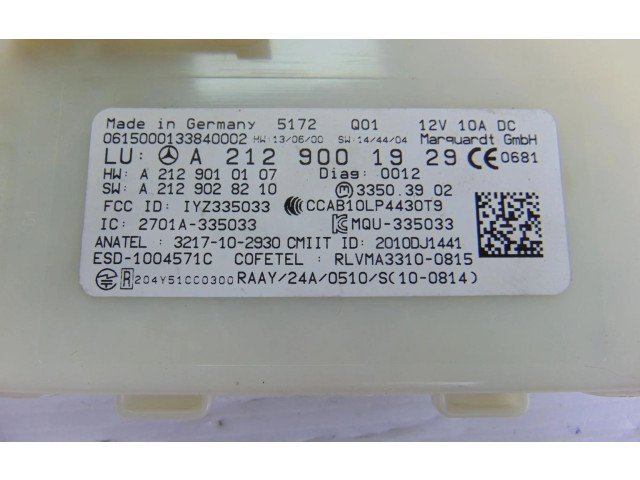 Made in Germany 5172 Q01 12V 10A DC
0615000133840002 HW:13/06/00 SW:14/44/04 Marquardt GmbH
LU: A 212 900 19 29 CE 0681
HW: A 212 901 01 07 Diag: 0012
SW: A 212 902 82 10 M 3350.39 02
FCC ID: IYZ335033 CCAB10LP4430T9
IC: 2701A-335033 MQU-335033
ANATEL : 3217-10-2930 CMIIT ID: 2010DJ1441
ESD-1004571C COFETEL : RLVMA3310-0815
R 204Y51CC0300 RAAY/24A/0510/S(10-0814)